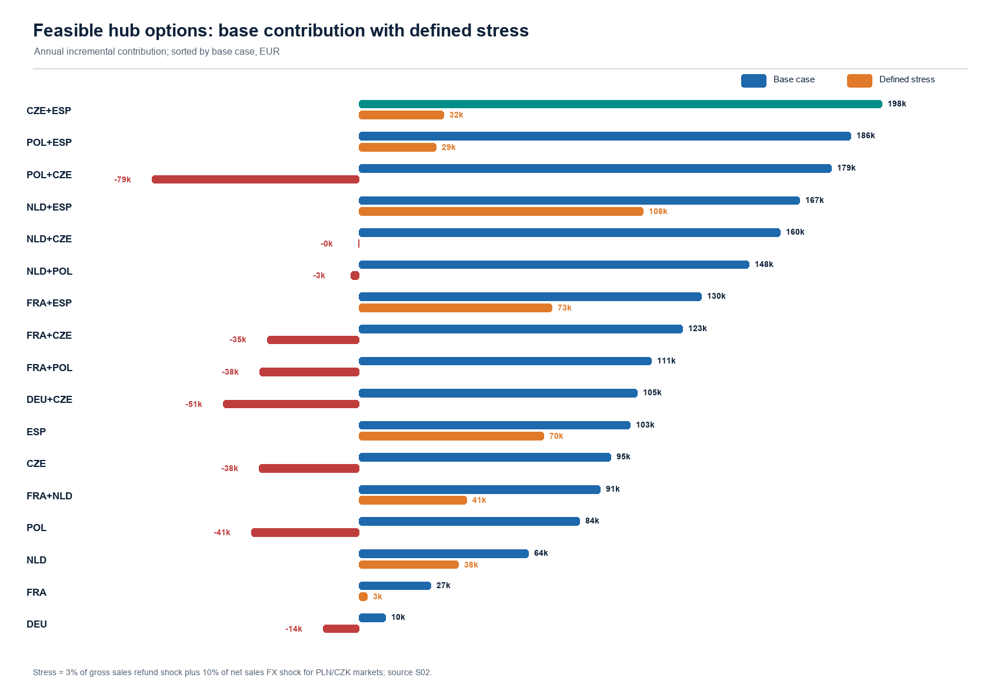 Feasible hub options: base contribution with defined stress
Annual incremental contribution; sorted by base case, EUR
Base case
Defined stress
CZE+ESP
198k
32k
POL+ESP
186k
29k
POL+CZE
179k
-79k
NLD+ESP
167k
108k
NLD+CZE
160k
-0k
NLD+POL
148k
-3k
FRA+ESP
130k
73k
FRA+CZE
123k
-35k
FRA+POL
111k
-38k
DEU+CZE
105k
-51k
ESP
103k
70k
CZE
95k
-38k
FRA+NLD
91k
41k
POL
84k
-41k
NLD
64k
38k
FRA
27k
3k
DEU
10k
-14k
Stress = 3% of gross sales refund shock plus 10% of net sales FX shock for PLN/CZK markets; source S02.